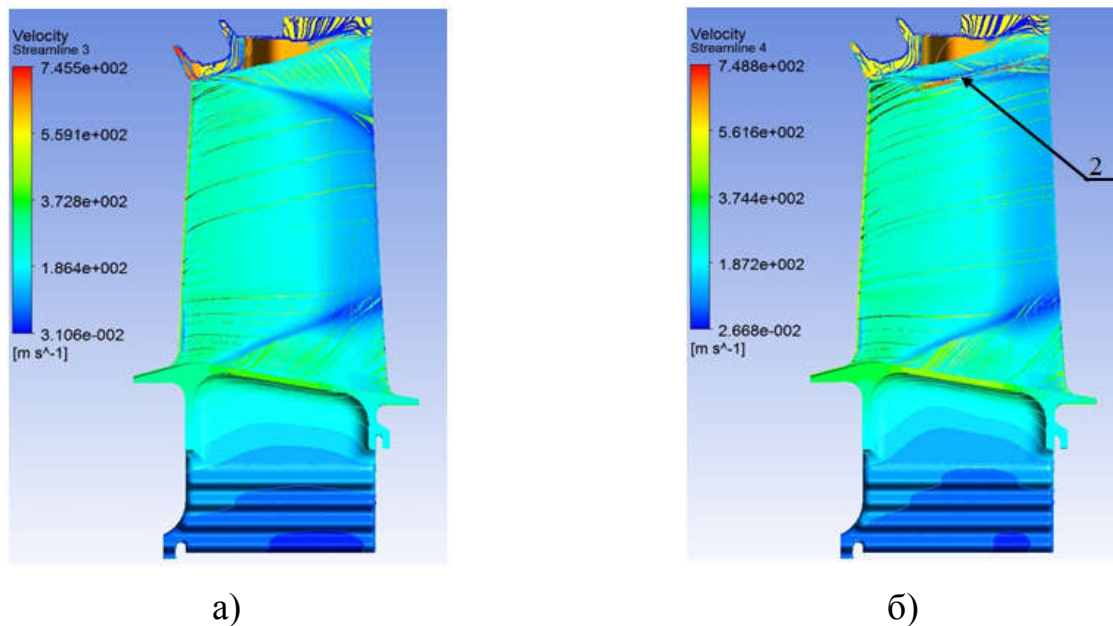 Velocity
Streamline 3
7.455e+002
5.591e+002
3.728e+002
1.864e+002
3.106e-002
[m s^-1]
Velocity
Streamline 4
7.488e+002
5.616e+002
3.744e+002
1.872e+002
2.668e-002
[m s^-1]
2
а)
б)